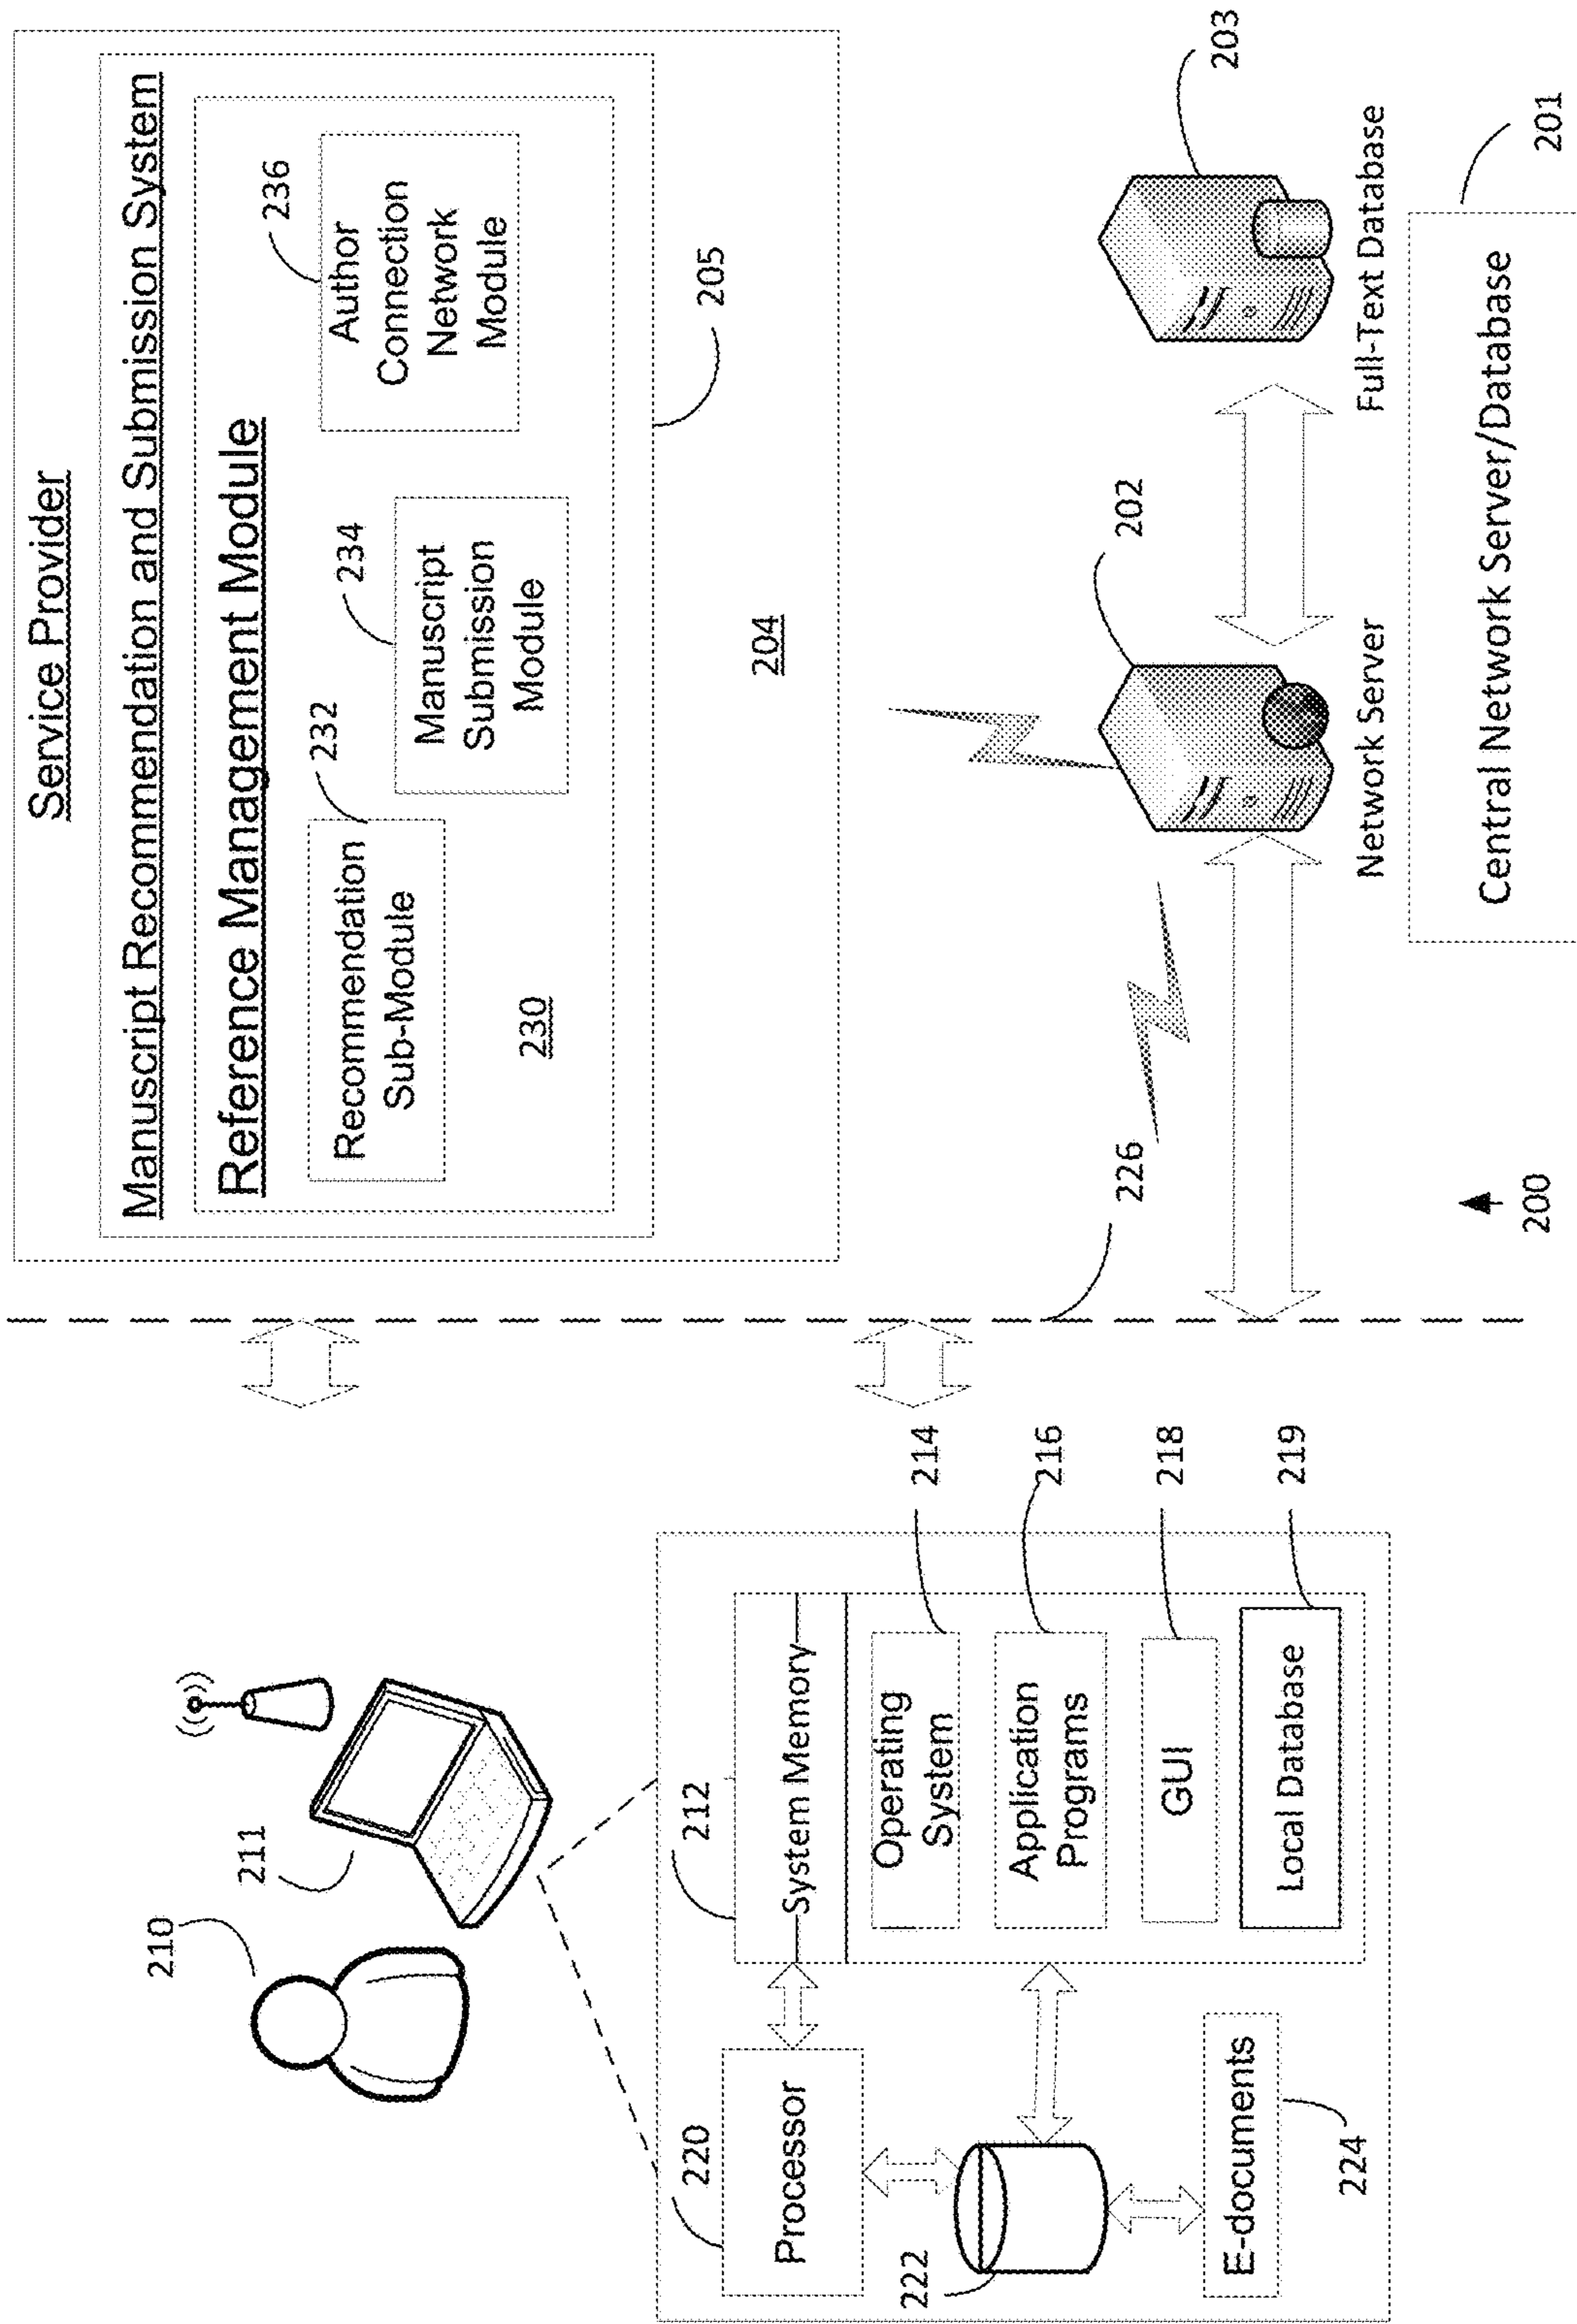 Service Provider
Manuscript Recommendation and Submission System
Reference Management Module
232
Recommendation
Sub-Module
234
Manuscript
Submission
Module
236
Author
Connection
Network
Module
230
205
204
210
211
212
System Memory
220
Processor
Operating
System
214
Application
Programs
216
GUI
218
Local Database
219
222
E-documents
224
226
202
Network Server
203
Full-Text Database
201
Central Network Server/Database
200